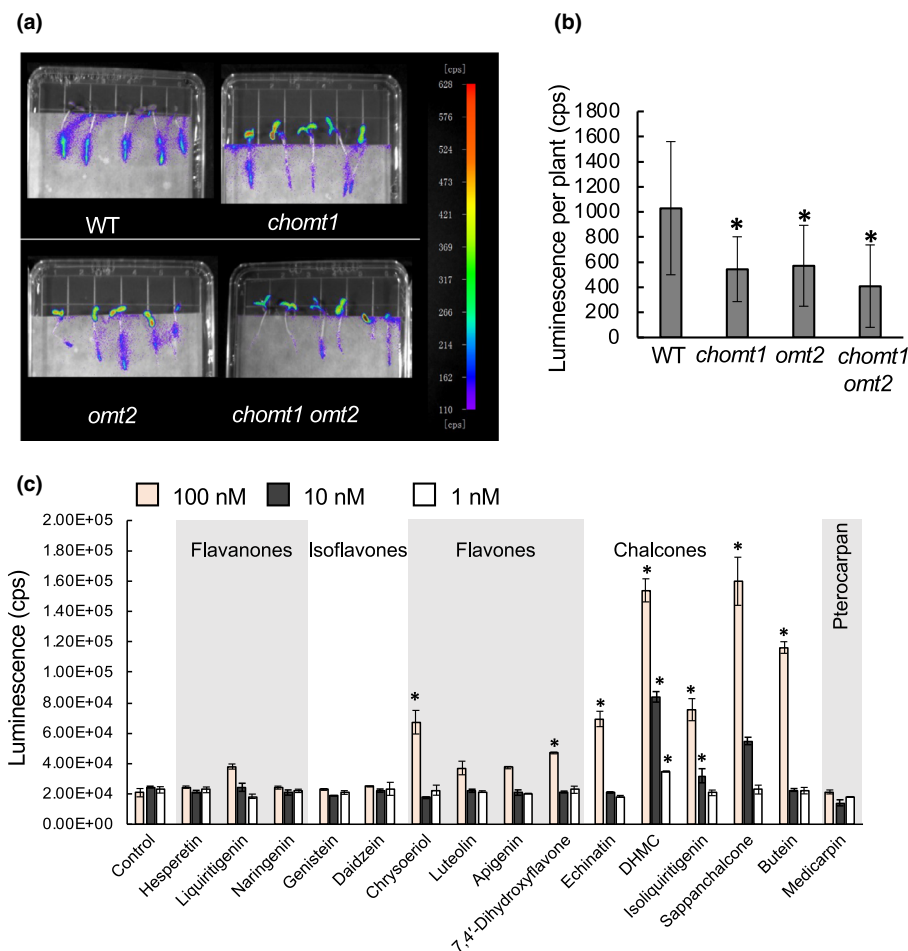 (a)
[cps]
628
576
524
473
421
369
317
266
214
162
110
[cps]
WT
chomt1
omt2
chomt1 omt2
(b)
Luminescence per plant (cps)
1800
1600
1400
1200
1000
800
600
400
200
0
*
*
*
WT
chomt1
omt2
chomt1
omt2
(c)
100 nM
10 nM
1 nM
Luminescence (cps)
2.00E+05
1.80E+05
1.60E+05
1.40E+05
1.20E+05
1.00E+05
8.00E+04
6.00E+04
4.00E+04
2.00E+04
0.00E+00
Flavanones
Isoflavones
Flavones
Chalcones
Pterocarpan
*
*
*
*
*
*
*
*
*
*
Control
Hesperetin
Liquiritigenin
Naringenin
Genistein
Daidzein
Chrysoeriol
Luteolin
Apigenin
7,4'-Dihydroxyflavone
Echinatin
DHMC
Isoliquiritigenin
Sappanchalcone
Butein
Medicarpin